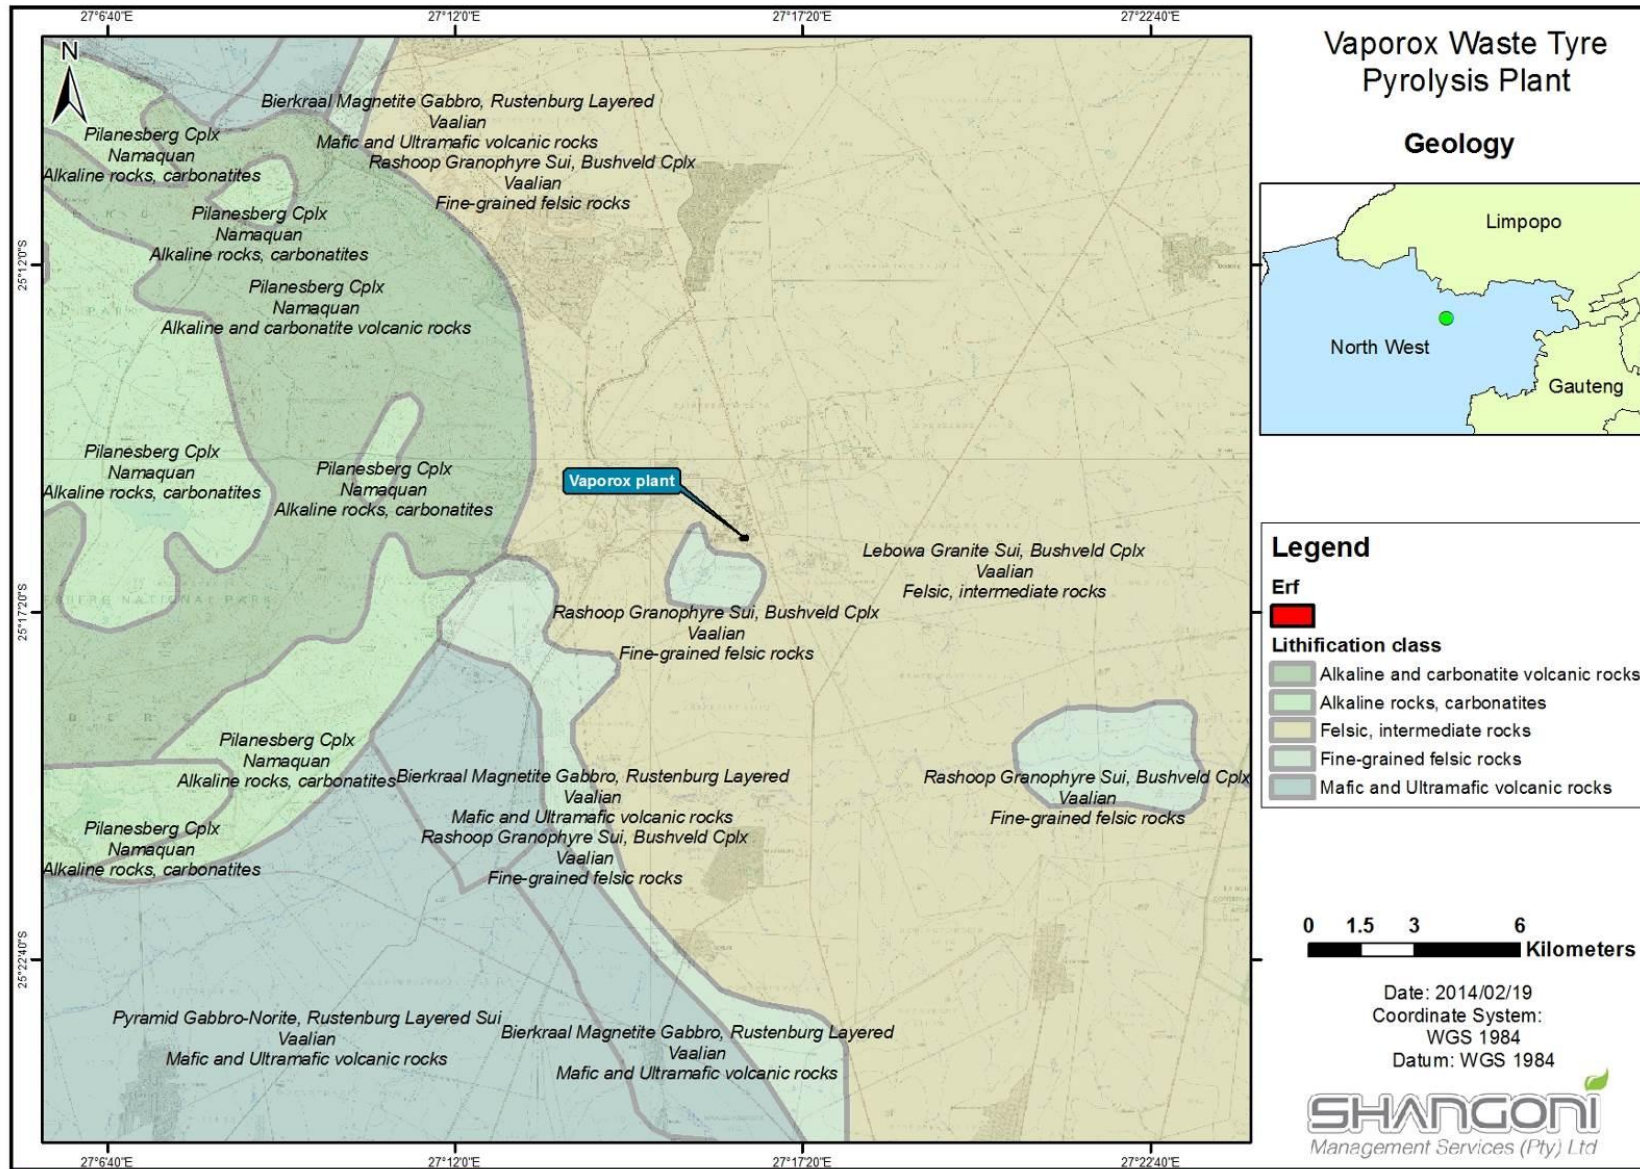 27°6'40"E
27°12'0"E
27°17'20"E
27°22'40"E
N
Bierkraal Magnetite Gabbro, Rustenburg Layered
Vaalian
Mafic and Ultramafic volcanic rocks
Rashoop Granophyre Sui, Bushveld Cplx
Vaalian
Fine-grained felsic rocks
Pilanesberg Cplx
Namaquan
Alkaline rocks, carbonatites
Pilanesberg Cplx
Namaquan
Alkaline rocks, carbonatites
Pilanesberg Cplx
Namaquan
Alkaline and carbonatite volcanic rocks
Pilanesberg Cplx
Namaquan
Alkaline rocks, carbonatites
Pilanesberg Cplx
Namaquan
Alkaline rocks, carbonatites
Vaporox plant
Lebowa Granite Sui, Bushveld Cplx
Vaalian
Felsic, intermediate rocks
Rashoop Granophyre Sui, Bushveld Cplx
Vaalian
Fine-grained felsic rocks
NATIONAL PARK
Pilanesberg Cplx
Namaquan
Alkaline rocks, carbonatites
Bierkraal Magnetite Gabbro, Rustenburg Layered
Vaalian
Mafic and Ultramafic volcanic rocks
Rashoop Granophyre Sui, Bushveld Cplx
Vaalian
Fine-grained felsic rocks
Rashoop Granophyre Sui, Bushveld Cplx
Vaalian
Fine-grained felsic rocks
Pilanesberg Cplx
Namaquan
Alkaline rocks, carbonatites
Pyramid Gabbro-Norite, Rustenburg Layered Sui
Vaalian
Mafic and Ultramafic volcanic rocks
Bierkraal Magnetite Gabbro, Rustenburg Layered
Vaalian
Mafic and Ultramafic volcanic rocks
25°12'0"S
25°17'20"S
25°22'40"S
27°6'40"E
27°12'0"E
27°17'20"E
27°22'40"E
Vaporox Waste Tyre
Pyrolysis Plant
Geology
Limpopo
North West
Gauteng
Legend
Erf
Lithification class
Alkaline and carbonatite volcanic rocks
Alkaline rocks, carbonatites
Felsic, intermediate rocks
Fine-grained felsic rocks
Mafic and Ultramafic volcanic rocks
0 1.5 3 6
Kilometers
Date: 2014/02/19
Coordinate System:
WGS 1984
Datum: WGS 1984
SHANGONI
Management Services (Pty) Ltd